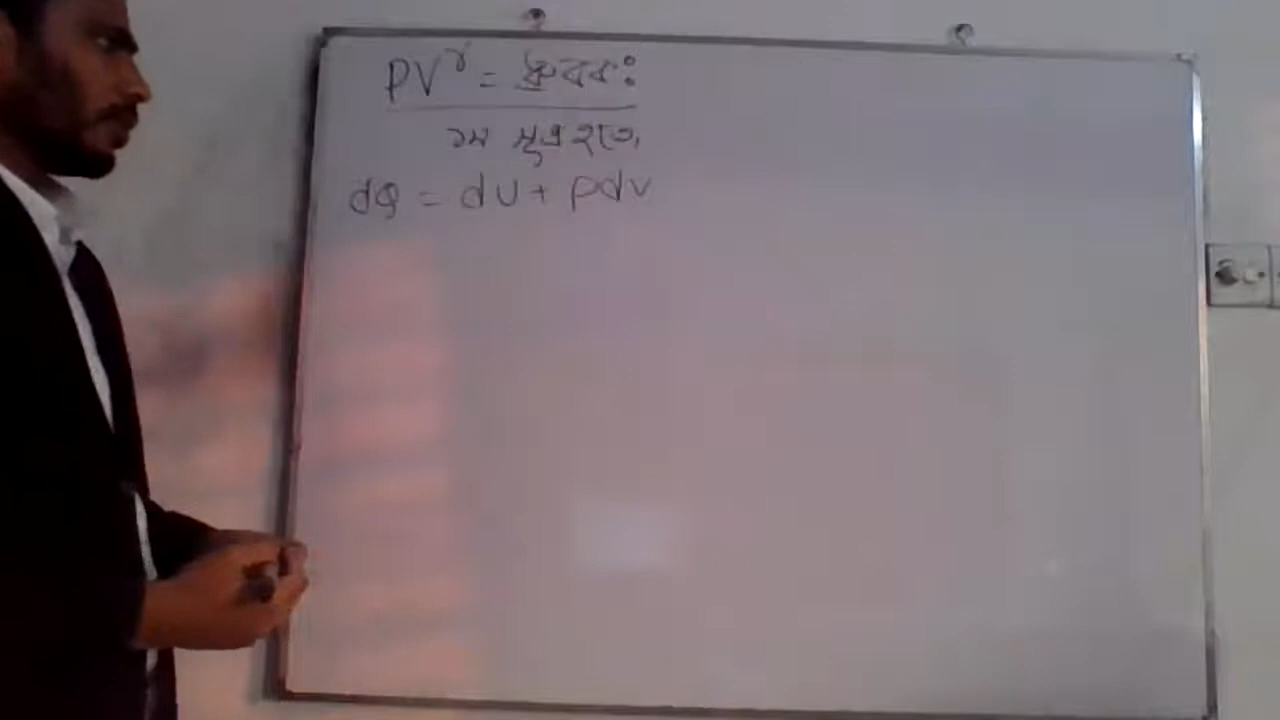 PV^γ = ধ্রুবক:
১ম সূত্র হতে,
dQ = dU + PdV